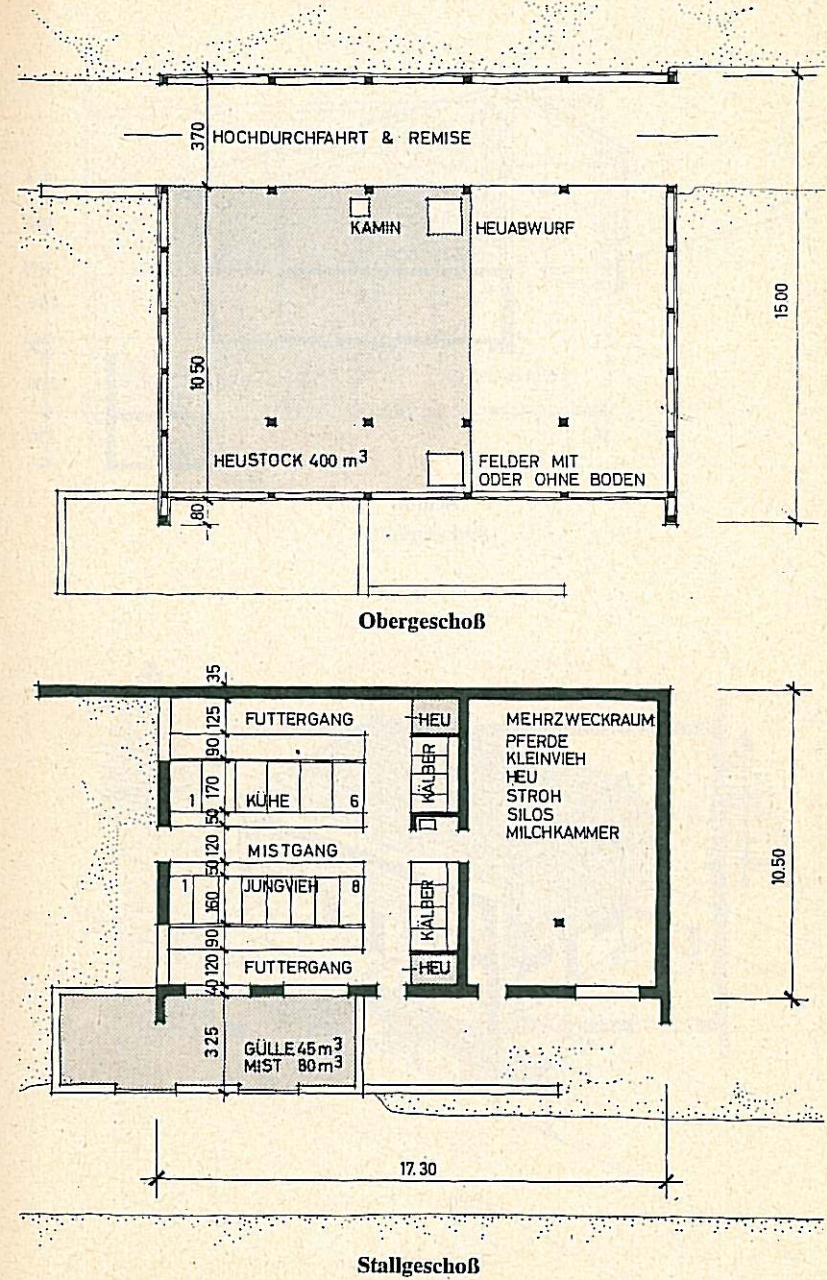 370
HOCHDURCHFAHRT & REMISE
KAMIN
HEUABWURF
15 00
10 50
HEUSTOCK 400 m³
FELDER MIT
ODER OHNE BODEN
80
Obergeschoß
35
125
FUTTERGANG
HEU
MEHRZWECKRAUM:
PFERDE
KLEINVIEH
HEU
STROH
SILOS
MILCHKAMMER
90
KÄLBER
170
1
KÜHE
6
50
120
MISTGANG
50
10.50
1
JUNGVIEH
8
160
KÄLBER
90
120
FUTTERGANG
HEU
40
325
GÜLLE 45 m³
MIST 80 m³
17.30
Stallgeschoß